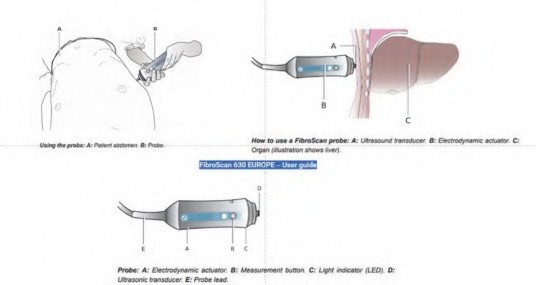 A B
Using the probe: A: Patient abdomen. B: Probe.
A
B
C
How to use a FibroScan probe: A: Ultrasound transducer. B: Electrodynamic actuator. C:
Organ (illustration shows liver).
FibroScan 630 EUROPE – User guide
D
E A B C
Probe: A: Electrodynamic actuator. B: Measurement button. C: Light indicator (LED). D:
Ultrasonic transducer. E: Probe lead.